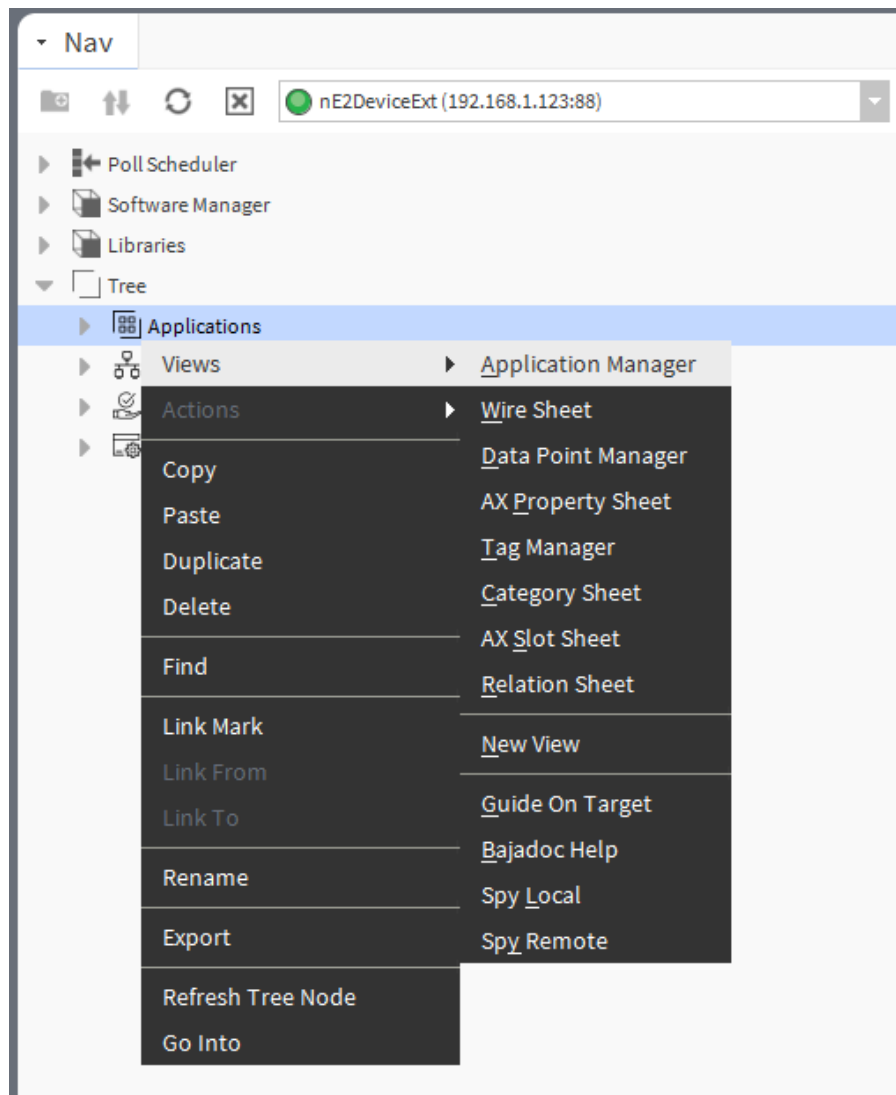 Nav
nE2DeviceExt (192.168.1.123:88)
Poll Scheduler
Software Manager
Libraries
Tree
Applications
Views
Actions
Copy
Paste
Duplicate
Delete
Find
Link Mark
Link From
Link To
Rename
Export
Refresh Tree Node
Go Into
Application Manager
Wire Sheet
Data Point Manager
AX Property Sheet
Tag Manager
Category Sheet
AX Slot Sheet
Relation Sheet
New View
Guide On Target
Bajadoc Help
Spy Local
Spy Remote